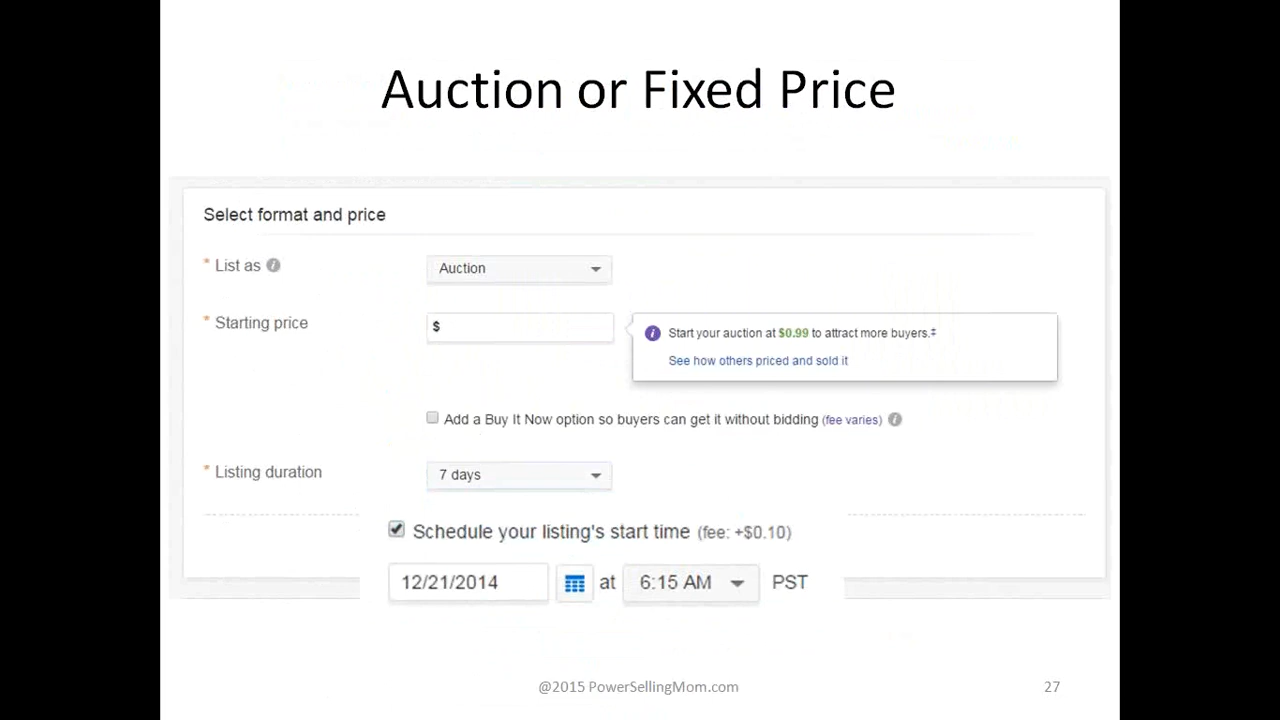 Auction or Fixed Price
Select format and price
* List as i
Auction
* Starting price
$
i Start your auction at $0.99 to attract more buyers.‡
See how others priced and sold it
Add a Buy It Now option so buyers can get it without bidding (fee varies) i
* Listing duration
7 days
Schedule your listing's start time (fee: +$0.10)
12/21/2014 at 6:15 AM PST
@2015 PowerSellingMom.com
27